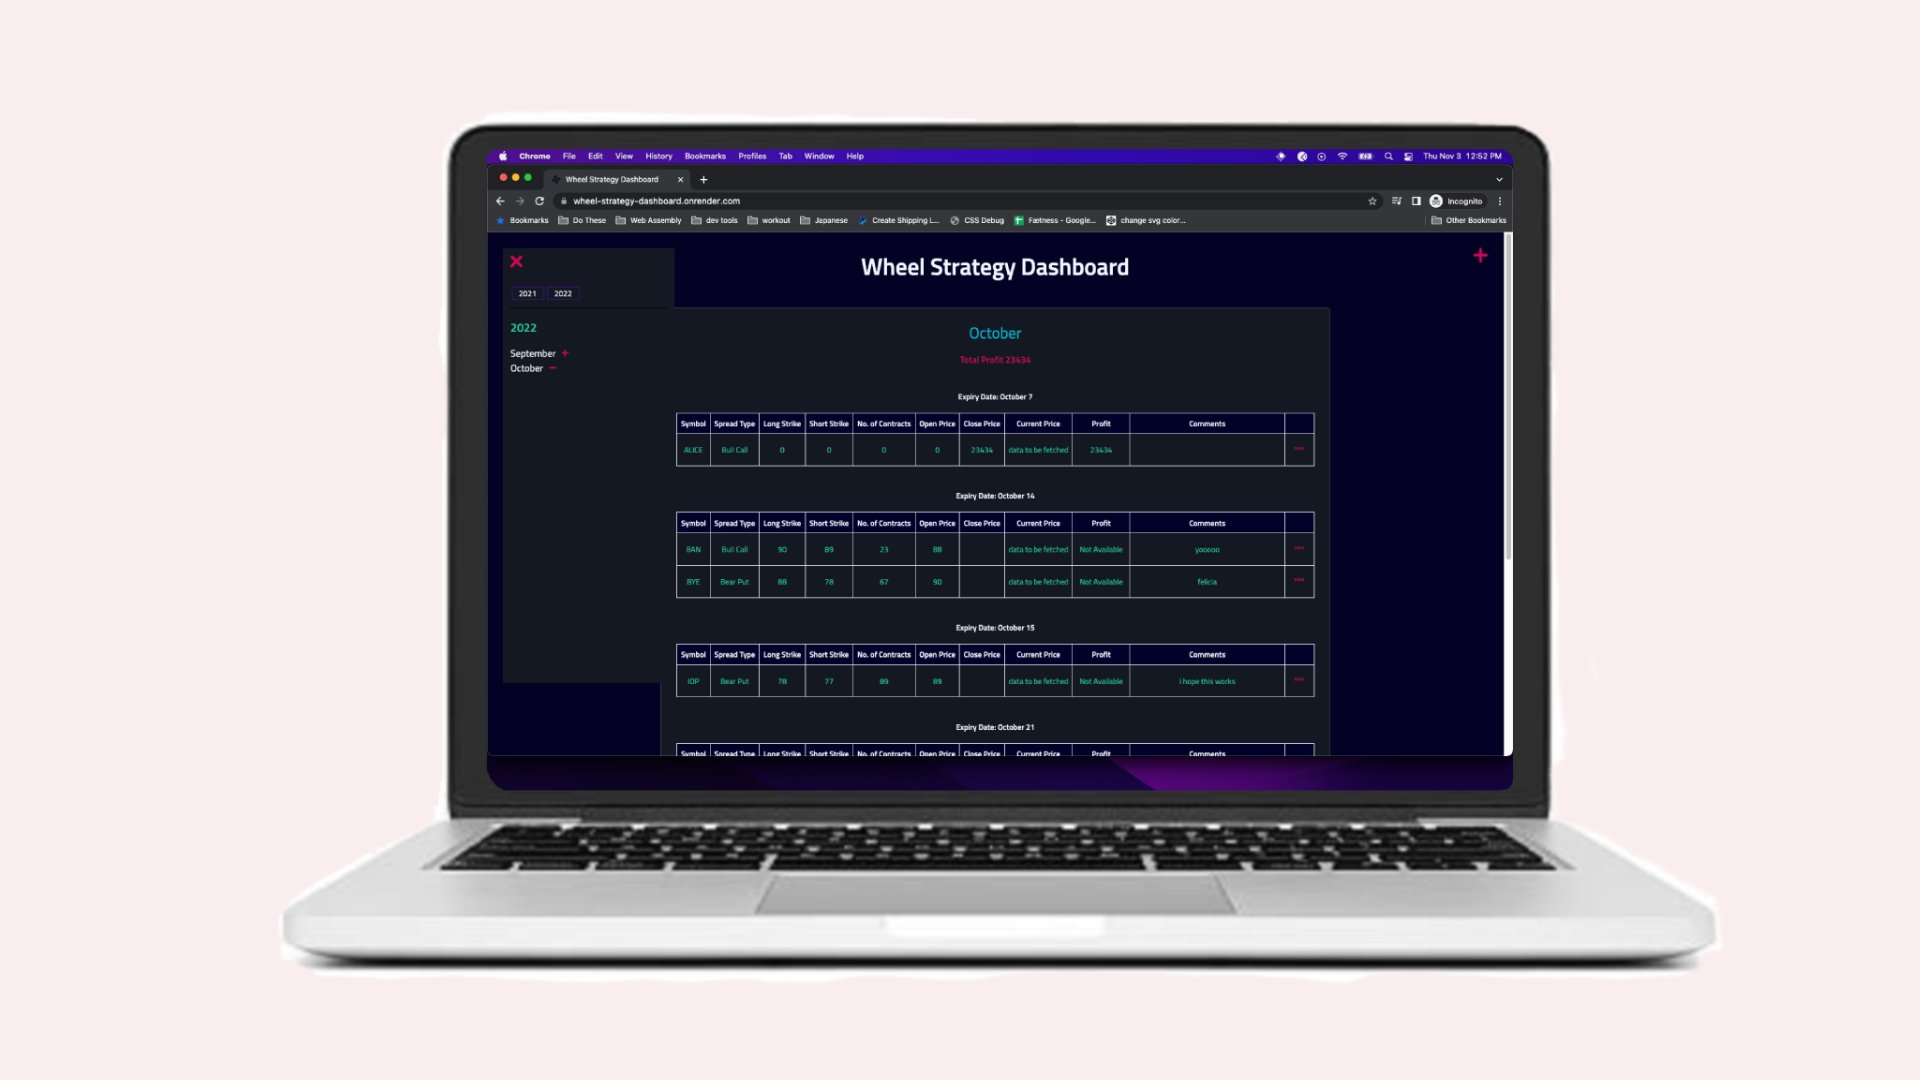 Chrome File Edit View History Bookmarks Profiles Tab Window Help Thu Nov 3 12:52 PM
Wheel Strategy Dashboard
wheel-strategy-dashboard.onrender.com Incognito
Bookmarks Do These Web Assembly dev tools workout Japanese Create Shipping L... CSS Debug Fætness - Google... change svg color... Other Bookmarks
Wheel Strategy Dashboard
2021 2022
2022
September +
October −
October
Total Profit 23434
Expiry Date: October 7
Symbol Spread Type Long Strike Short Strike No. of Contracts Open Price Close Price Current Price Profit Comments
ALICE Bull Call 0 0 0 0 23434 data to be fetched 23434
Expiry Date: October 14
Symbol Spread Type Long Strike Short Strike No. of Contracts Open Price Close Price Current Price Profit Comments
BAN Bull Call 90 89 23 88 data to be fetched Not Available yooooo
BYE Bear Put 88 78 67 90 data to be fetched Not Available felicia
Expiry Date: October 15
Symbol Spread Type Long Strike Short Strike No. of Contracts Open Price Close Price Current Price Profit Comments
IOP Bear Put 78 77 89 89 data to be fetched Not Available i hope this works
Expiry Date: October 21
Symbol Spread Type Long Strike Short Strike No. of Contracts Open Price Close Price Current Price Profit Comments